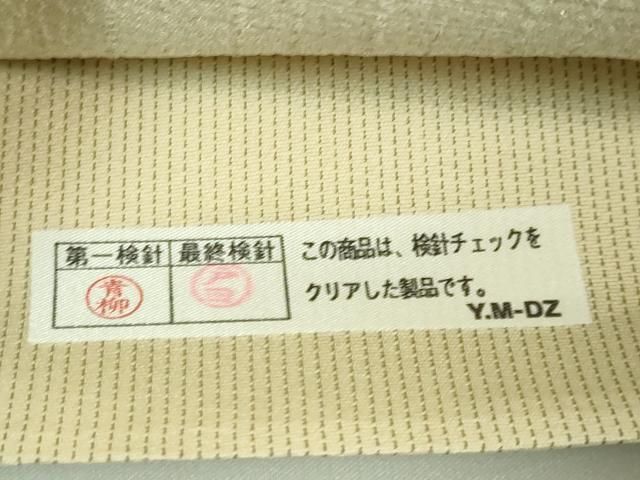 第一検針 最終検針
青柳
この商品は、検針チェックを
クリアした製品です。
Y.M-DZ